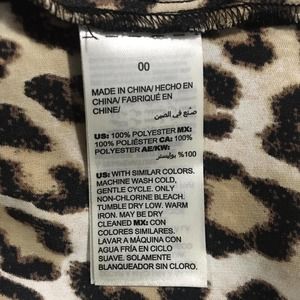 00
MADE IN CHINA/ HECHO EN
CHINA/ FABRIQUÉ EN
CHINE/
صنع في الصين
US: 100% POLYESTER MX:
100% POLIÉSTER CA: 100%
POLYESTER AE/KW:
100% بوليستر
US: WITH SIMILAR COLORS.
MACHINE WASH COLD,
GENTLE CYCLE. ONLY
NON-CHLORINE BLEACH.
TUMBLE DRY LOW. WARM
IRON. MAY BE DRY
CLEANED MX: CON
COLORES SIMILARES.
LAVAR A MÁQUINA CON
AGUA FRÍA EN CICLO
SUAVE. SOLAMENTE
BLANQUEADOR SIN CLORO.